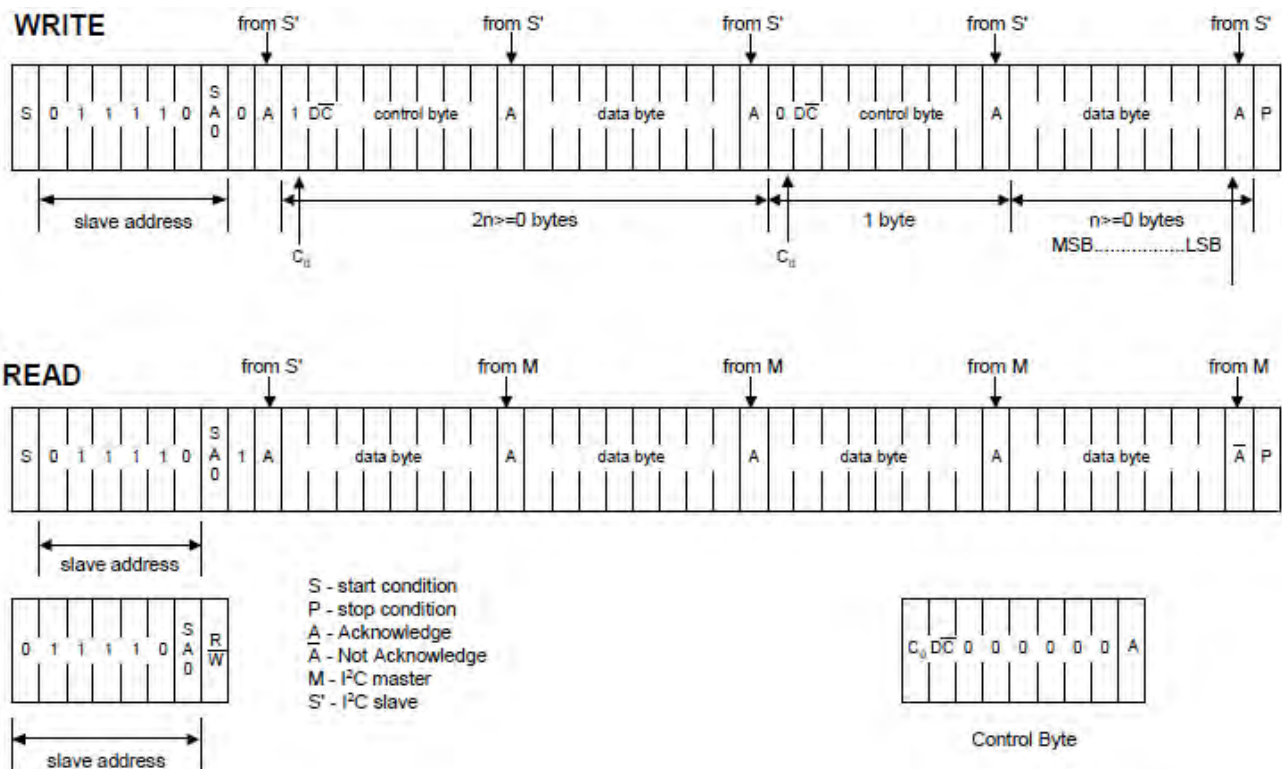 WRITE
from S' from S' from S' from S' from S'
S 0 1 1 1 1 0 SA0 0 A 1 DC̅ control byte A data byte A 0 DC̅ control byte A data byte A P
slave address 2n>=0 bytes 1 byte n>=0 bytes
MSB.................LSB
Cd Cd
READ
from S' from M from M from M from M
S 0 1 1 1 1 0 SA0 1 A data byte A data byte A data byte A data byte A̅ P
slave address
0 1 1 1 1 0 SA0 R/W̅
slave address
S - start condition
P - stop condition
A - Acknowledge
A̅ - Not Acknowledge
M - I²C master
S' - I²C slave
Cd DC̅ 0 0 0 0 0 0 A
Control Byte